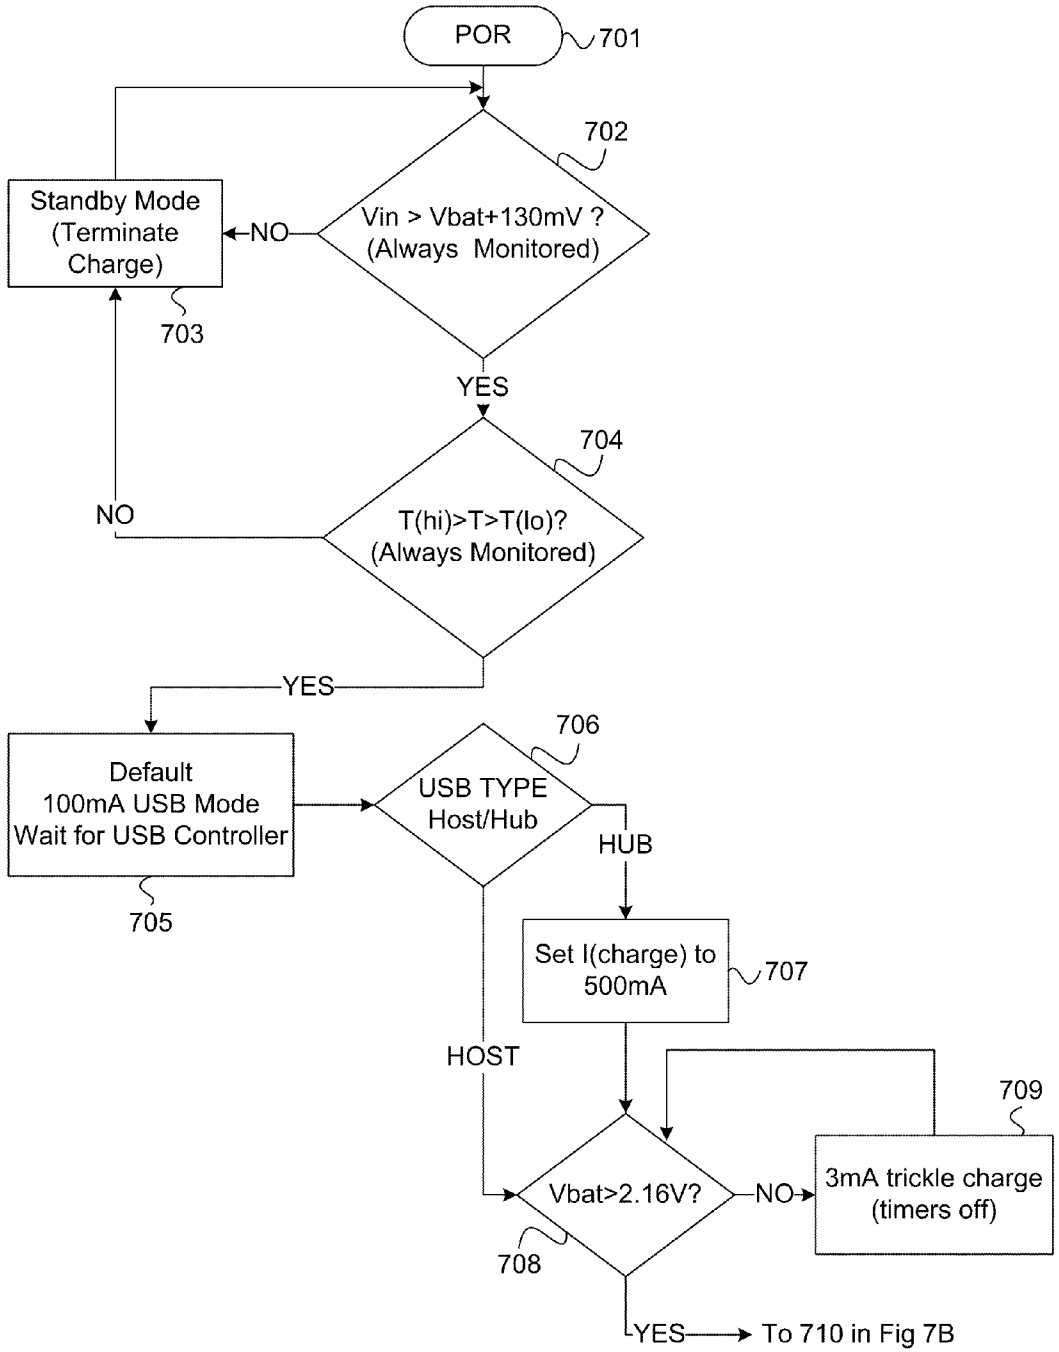 POR
701
702
Vin > Vbat+130mV ?
(Always Monitored)
Standby Mode
(Terminate
Charge)
NO
703
YES
704
T(hi)>T>T(lo)?
(Always Monitored)
NO
YES
706
Default
100mA USB Mode
Wait for USB Controller
USB TYPE
Host/Hub
HUB
705
Set I(charge) to
500mA
707
HOST
709
3mA trickle charge
(timers off)
Vbat>2.16V?
NO
708
YES
To 710 in Fig 7B